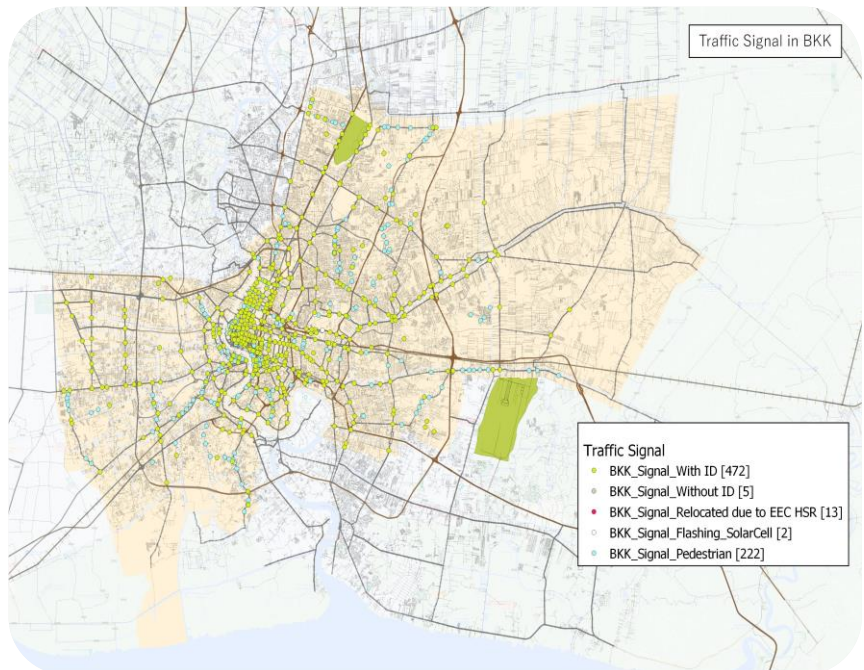 Traffic Signal in BKK
Traffic Signal
BKK_Signal_With ID [472]
BKK_Signal_Without ID [5]
BKK_Signal_Relocated due to EEC HSR [13]
BKK_Signal_Flashing_SolarCell [2]
BKK_Signal_Pedestrian [222]